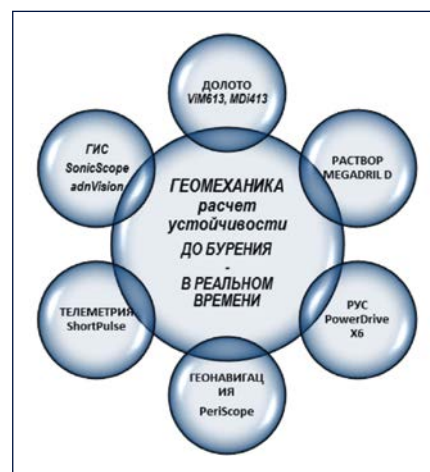 ДОЛОТО
ViM613, MDi413
РАСТВОР
MEGADRIL D
РУС
PowerDrive
X6
ГЕОНАВИГАЦ
ИЯ
PeriScope
ТЕЛЕМЕТРИЯ
ShortPulse
ГИС
SonicScope
adnVision
ГЕОМЕХАНИКА
расчет
устойчивости
ДО БУРЕНИЯ
-
В РЕАЛЬНОМ
ВРЕМЕНИ